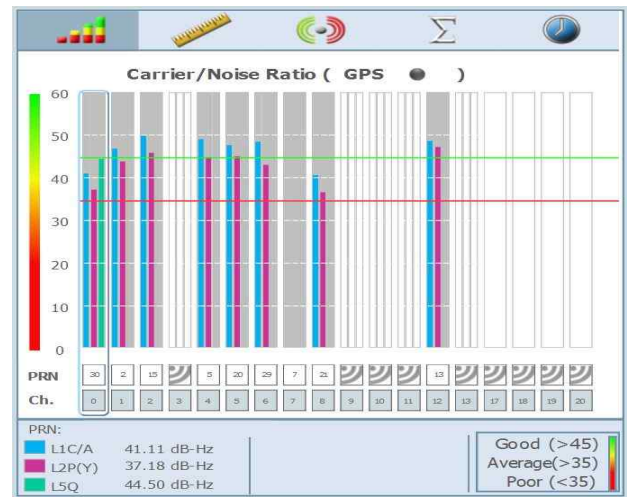 Σ
Carrier/Noise Ratio ( GPS ● )
60
50
40
30
20
10
0
PRN 30 2 15 5 20 29 7 21 13
Ch. 0 1 2 3 4 5 6 7 8 9 10 11 12 13 17 18 19 20
PRN:
L1C/A 41.11 dB-Hz
L2P(Y) 37.18 dB-Hz
L5Q 44.50 dB-Hz
Good (>45)
Average(>35)
Poor (<35)